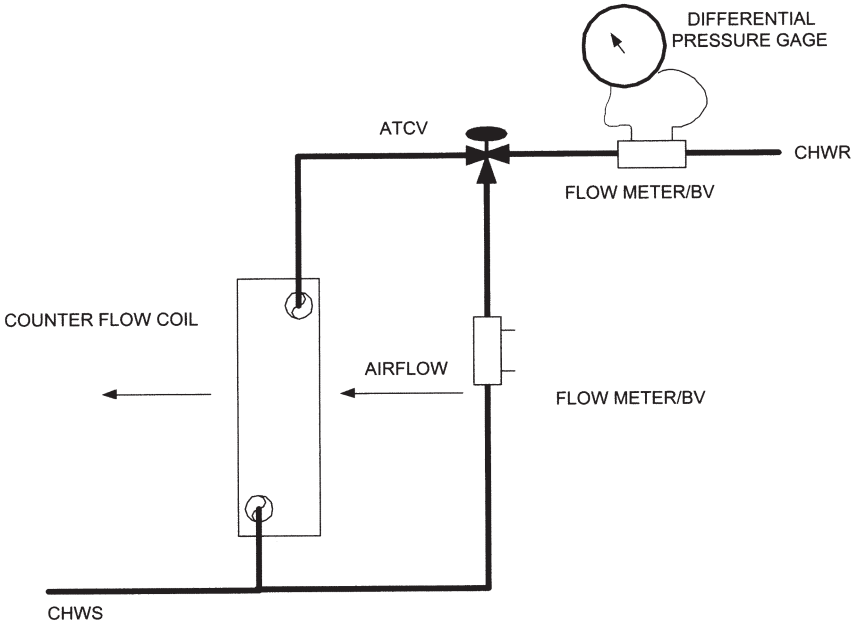 DIFFERENTIAL
PRESSURE GAGE
ATCV
CHWR
FLOW METER/BV
COUNTER FLOW COIL
AIRFLOW
FLOW METER/BV
CHWS